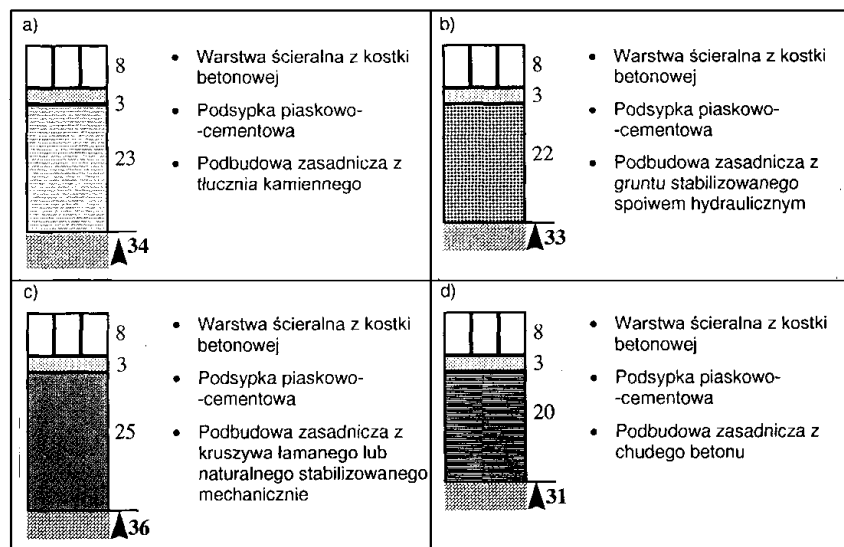 a)
8
3
23
34
• Warstwa ścieralna z kostki
betonowej
• Podsypka piaskowo-
-cementowa
• Podbudowa zasadnicza z
tłucznia kamiennego
b)
8
3
22
33
• Warstwa ścieralna z kostki
betonowej
• Podsypka piaskowo-
-cementowa
• Podbudowa zasadnicza z
gruntu stabilizowanego
spoiwem hydraulicznym
c)
8
3
25
36
• Warstwa ścieralna z kostki
betonowej
• Podsypka piaskowo-
-cementowa
• Podbudowa zasadnicza z
kruszywa łamanego lub
naturalnego stabilizowanego
mechanicznie
d)
8
3
20
31
• Warstwa ścieralna z kostki
betonowej
• Podsypka piaskowo-
-cementowa
• Podbudowa zasadnicza z
chudego betonu